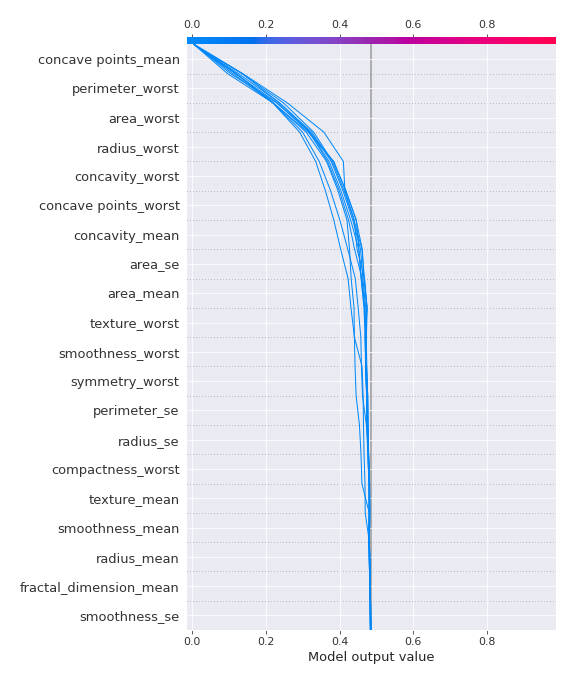 0.0 0.2 0.4 0.6 0.8
concave points_mean
perimeter_worst
area_worst
radius_worst
concavity_worst
concave points_worst
concavity_mean
area_se
area_mean
texture_worst
smoothness_worst
symmetry_worst
perimeter_se
radius_se
compactness_worst
texture_mean
smoothness_mean
radius_mean
fractal_dimension_mean
smoothness_se
0.0 0.2 0.4 0.6 0.8
Model output value